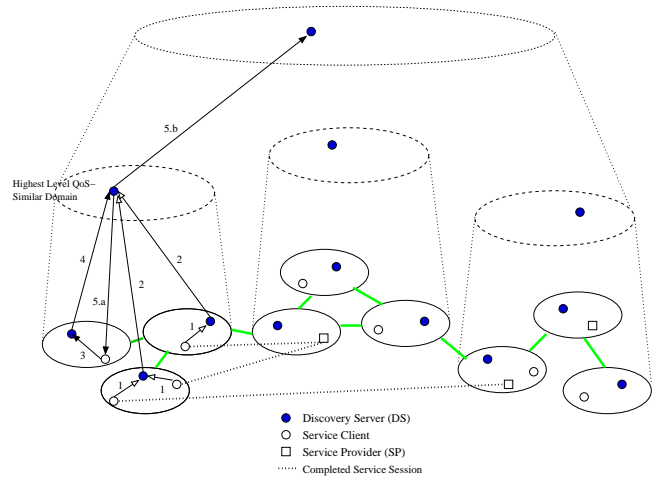 5.b
Highest Level QoS–
Similar Domain
4
2
2
5.a
1
3
1
1
Discovery Server (DS)
Service Client
Service Provider (SP)
Completed Service Session